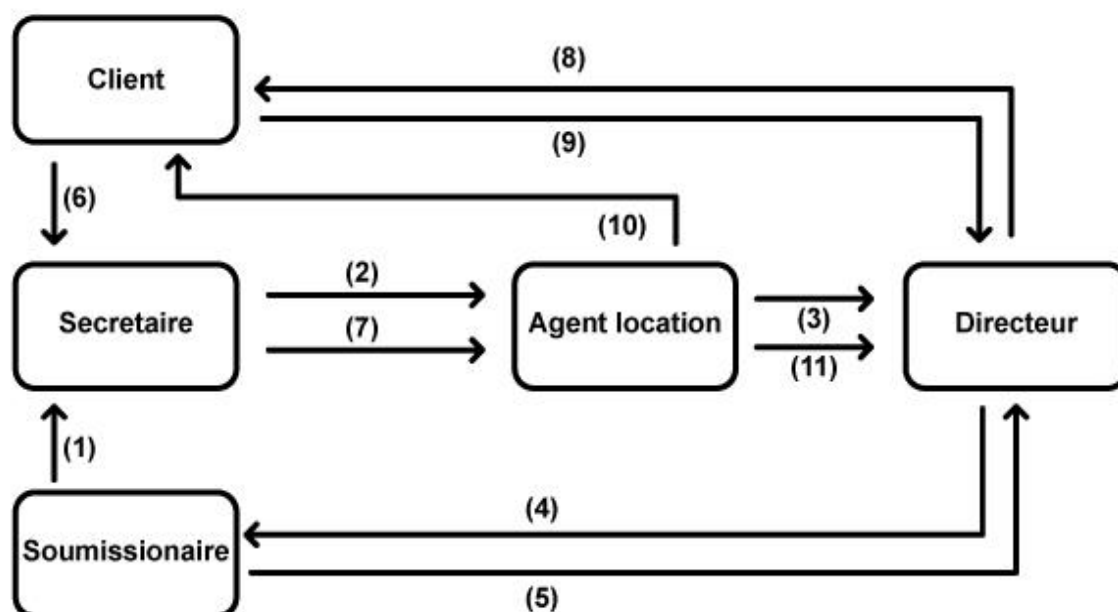 Client
(8)
(9)
(6)
(10)
Secretaire
(2)
(7)
Agent location
(3)
(11)
Directeur
(1)
Soumissionaire
(4)
(5)